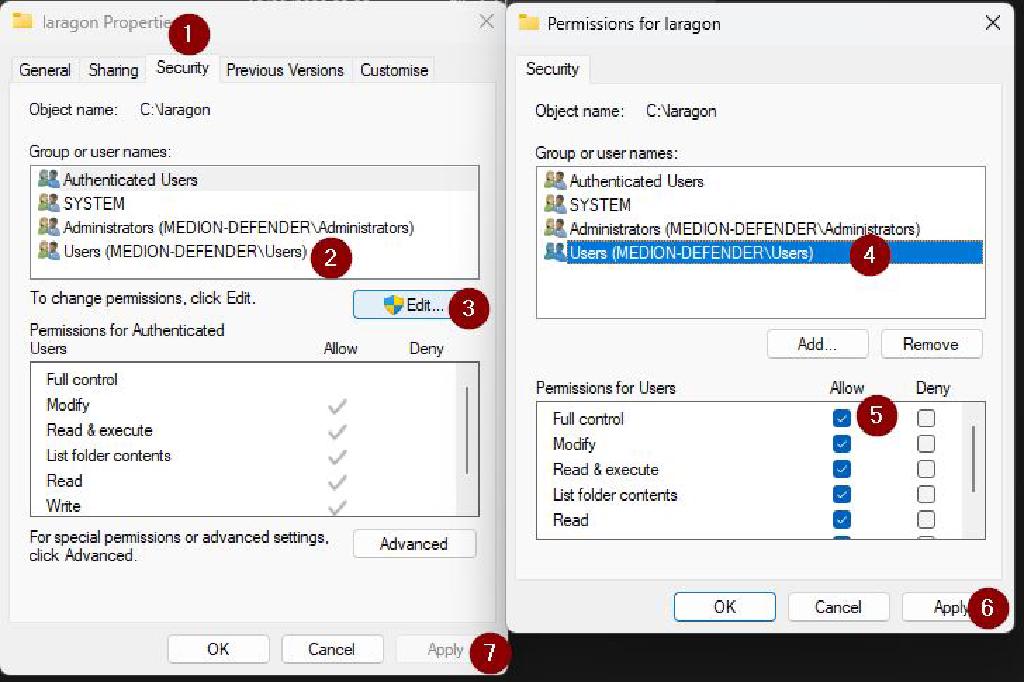 laragon Propertie
1
General Sharing Security Previous Versions Customise
Object name: C:\laragon
Group or user names:
Authenticated Users
SYSTEM
Administrators (MEDION-DEFENDER\Administrators)
Users (MEDION-DEFENDER\Users)
2
To change permissions, click Edit.
Edit...
3
Permissions for Authenticated
Users Allow Deny
Full control
Modify
Read & execute
List folder contents
Read
Write
For special permissions or advanced settings,
click Advanced.
Advanced
OK Cancel Apply
7
Permissions for laragon
Security
Object name: C:\laragon
Group or user names:
Authenticated Users
SYSTEM
Administrators (MEDION-DEFENDER\Administrators)
Users (MEDION-DEFENDER\Users)
4
Add... Remove
Permissions for Users Allow Deny
5
Full control
Modify
Read & execute
List folder contents
Read
OK Cancel Apply
6